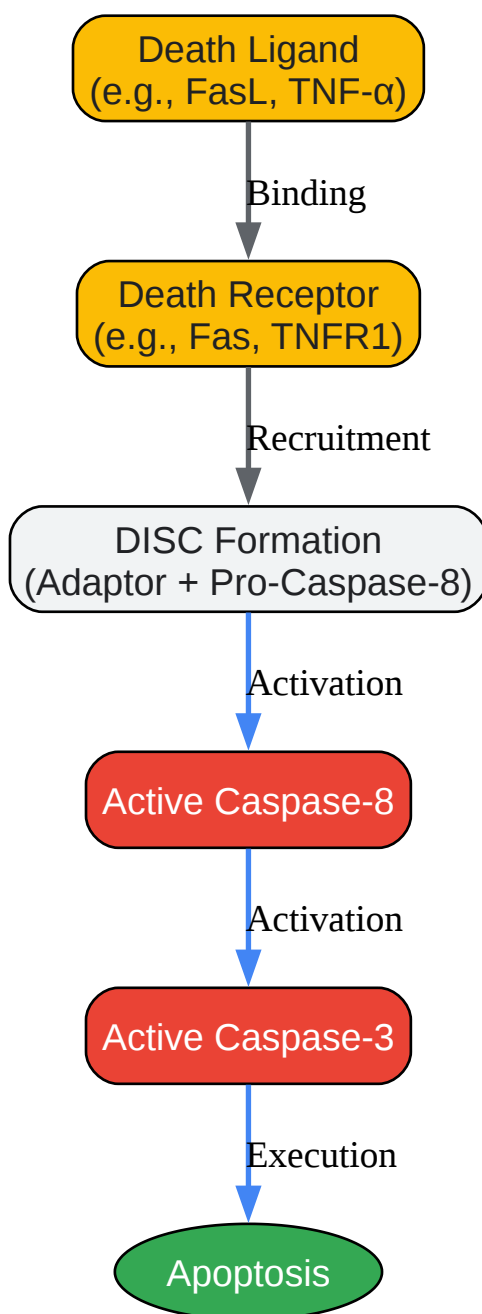 Death Ligand
(e.g., FasL, TNF-α)
Binding
Death Receptor
(e.g., Fas, TNFR1)
Recruitment
DISC Formation
(Adaptor + Pro-Caspase-8)
Activation
Active Caspase-8
Activation
Active Caspase-3
Execution
Apoptosis